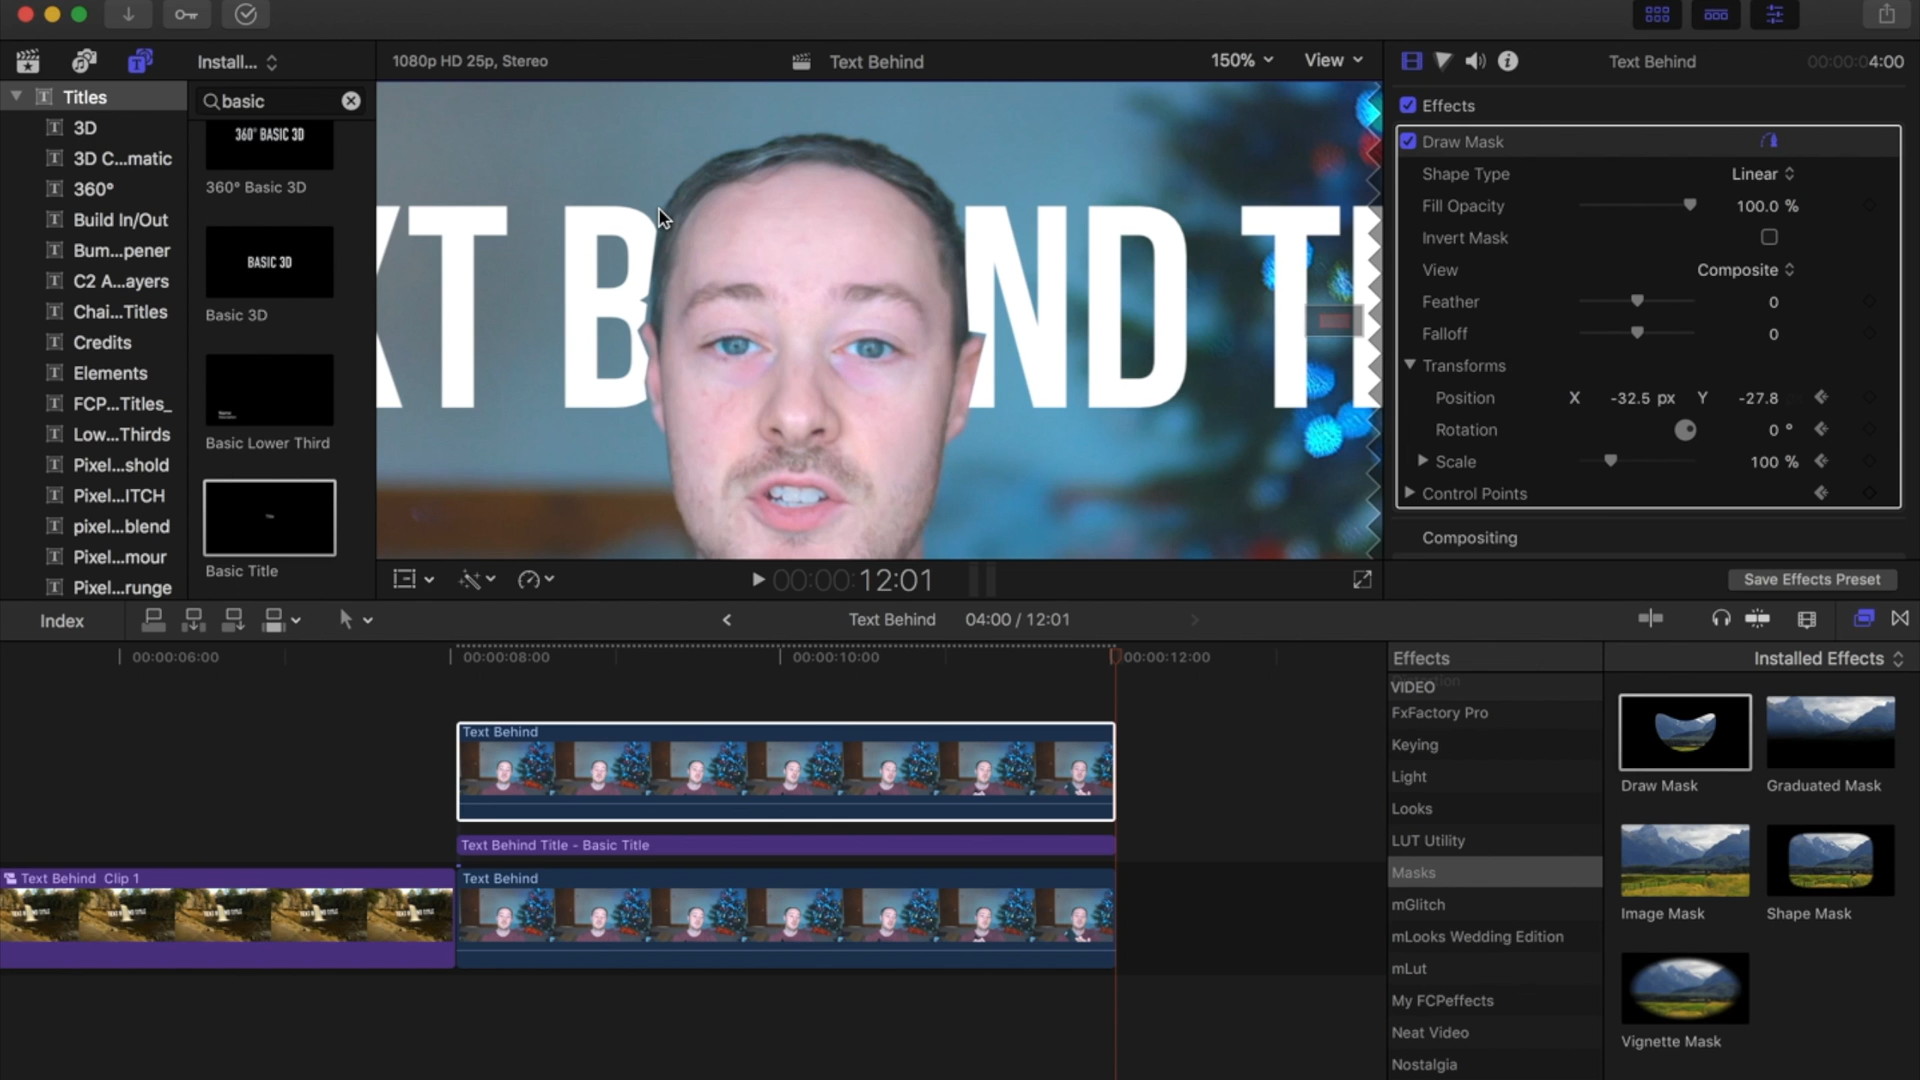 Install...
1080p HD 25p, Stereo
Text Behind
150%
View
Text Behind
00:00:04:00
Titles
basic
3D
3D C...matic
360°
Build In/Out
Bum...pener
C2 A...ayers
Chai...Titles
Credits
Elements
FCP...Titles_
Low...Thirds
Pixel...shold
Pixel...ITCH
pixel...blend
Pixel...mour
Pixel...runge
360° BASIC 3D
360° Basic 3D
BASIC 3D
Basic 3D
Name
Basic Lower Third
Title
Basic Title
XT B
ND TI
Effects
Draw Mask
Shape Type
Linear
Fill Opacity
100.0 %
Invert Mask
View
Composite
Feather
0
Falloff
0
Transforms
Position X -32.5 px Y -27.8
Rotation
0 °
Scale
100 %
Control Points
Compositing
Save Effects Preset
00:00:12:01
Index
Text Behind
04:00 / 12:01
00:00:06:00
00:00:08:00
00:00:10:00
00:00:12:00
Text Behind
Text Behind Title - Basic Title
Text Behind Clip 1
Text Behind
Effects
Installed Effects
VIDEO
FxFactory Pro
Keying
Light
Looks
LUT Utility
Masks
mGlitch
mLooks Wedding Edition
mLut
My FCPeffects
Neat Video
Nostalgia
Draw Mask
Graduated Mask
Image Mask
Shape Mask
Vignette Mask